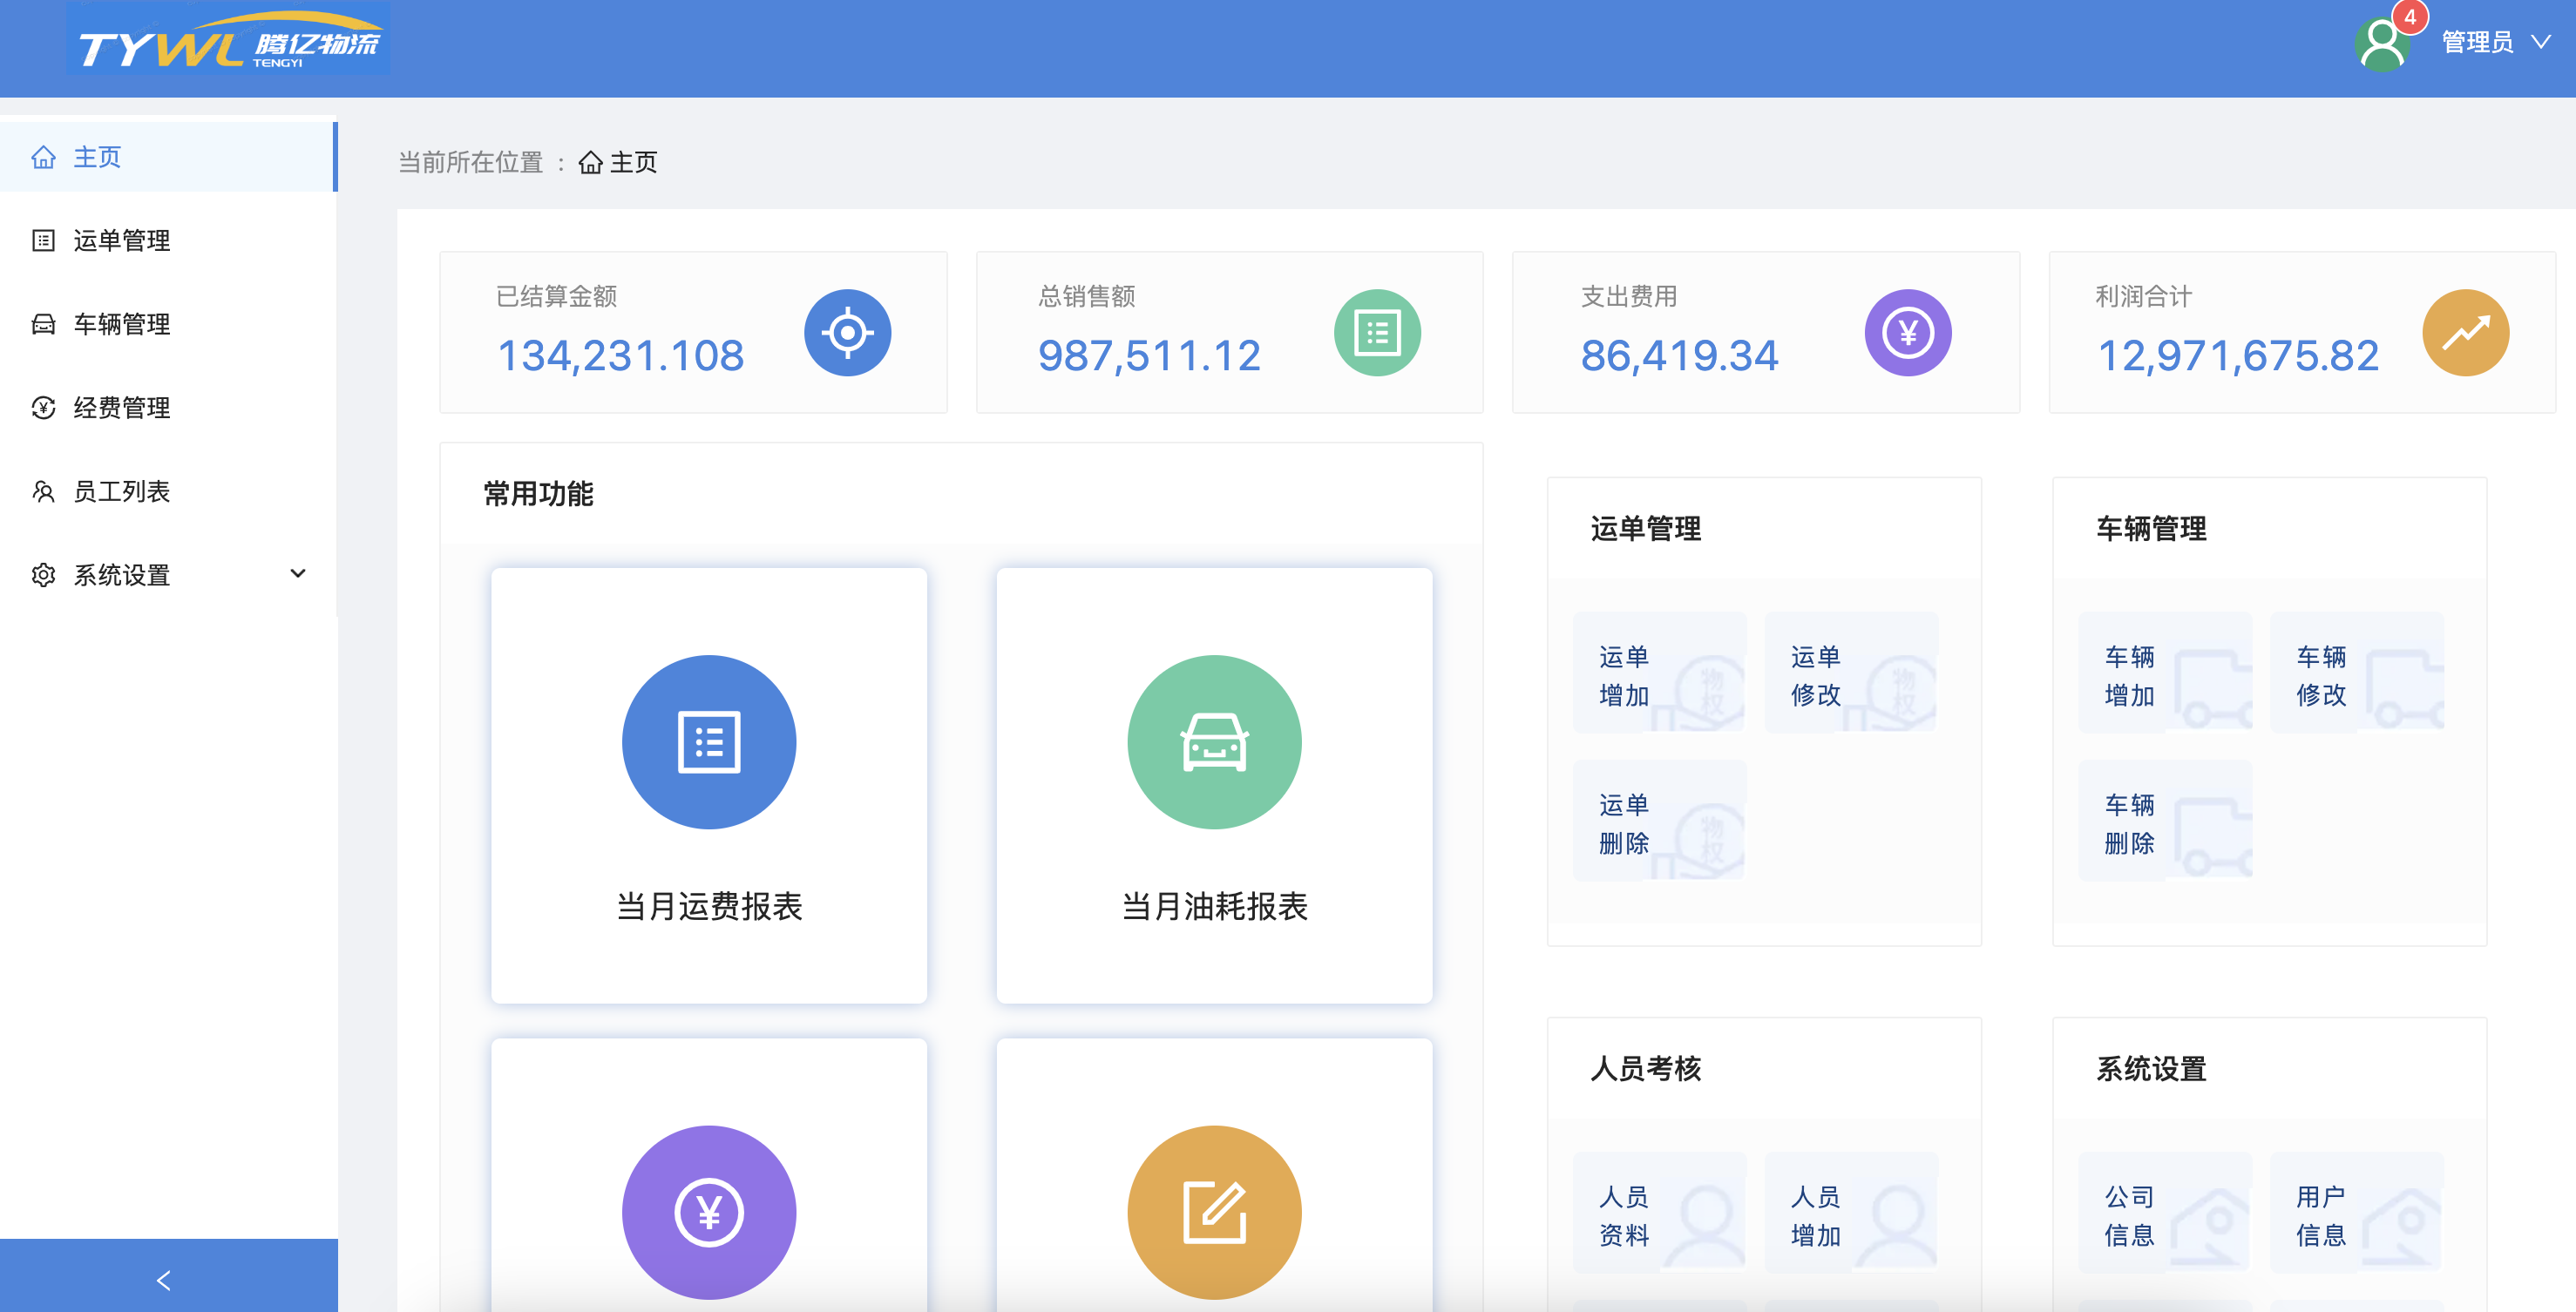 TYWL 腾亿物流
TENGYI
4
管理员
主页
运单管理
车辆管理
经费管理
员工列表
系统设置
当前所在位置 : 主页
已结算金额
134,231.108
总销售额
987,511.12
支出费用
86,419.34
¥
利润合计
12,971,675.82
常用功能
当月运费报表
当月油耗报表
¥
运单管理
运单
增加
物
权
运单
修改
物
权
运单
删除
物
权
车辆管理
车辆
增加
车辆
修改
车辆
删除
人员考核
人员
资料
人员
增加
系统设置
公司
信息
用户
信息